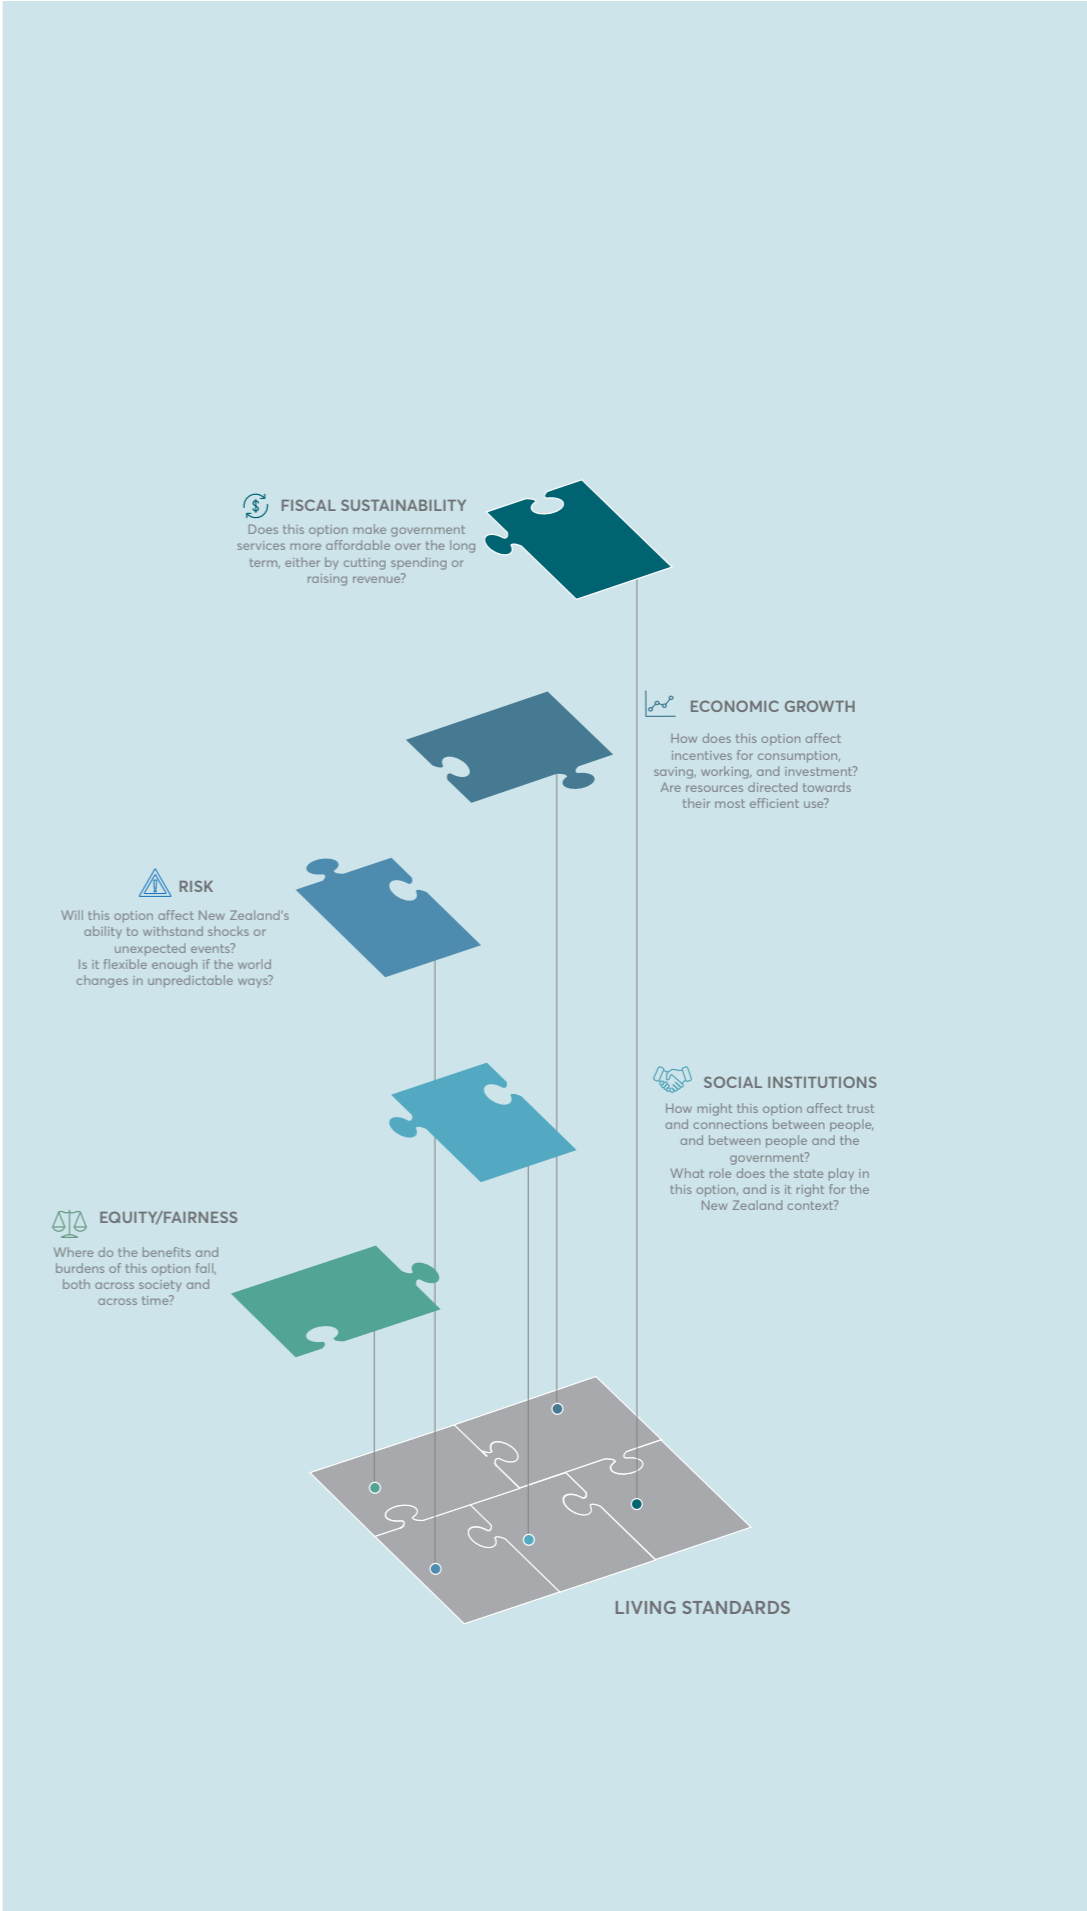 FISCAL SUSTAINABILITY
Does this option make government
services more affordable over the long
term, either by cutting spending or
raising revenue?
ECONOMIC GROWTH
How does this option affect
incentives for consumption,
saving, working, and investment?
Are resources directed towards
their most efficient use?
RISK
Will this option affect New Zealand's
ability to withstand shocks or
unexpected events?
Is it flexible enough if the world
changes in unpredictable ways?
SOCIAL INSTITUTIONS
How might this option affect trust
and connections between people,
and between people and the
government?
What role does the state play in
this option, and is it right for the
New Zealand context?
EQUITY/FAIRNESS
Where do the benefits and
burdens of this option fall,
both across society and
across time?
LIVING STANDARDS